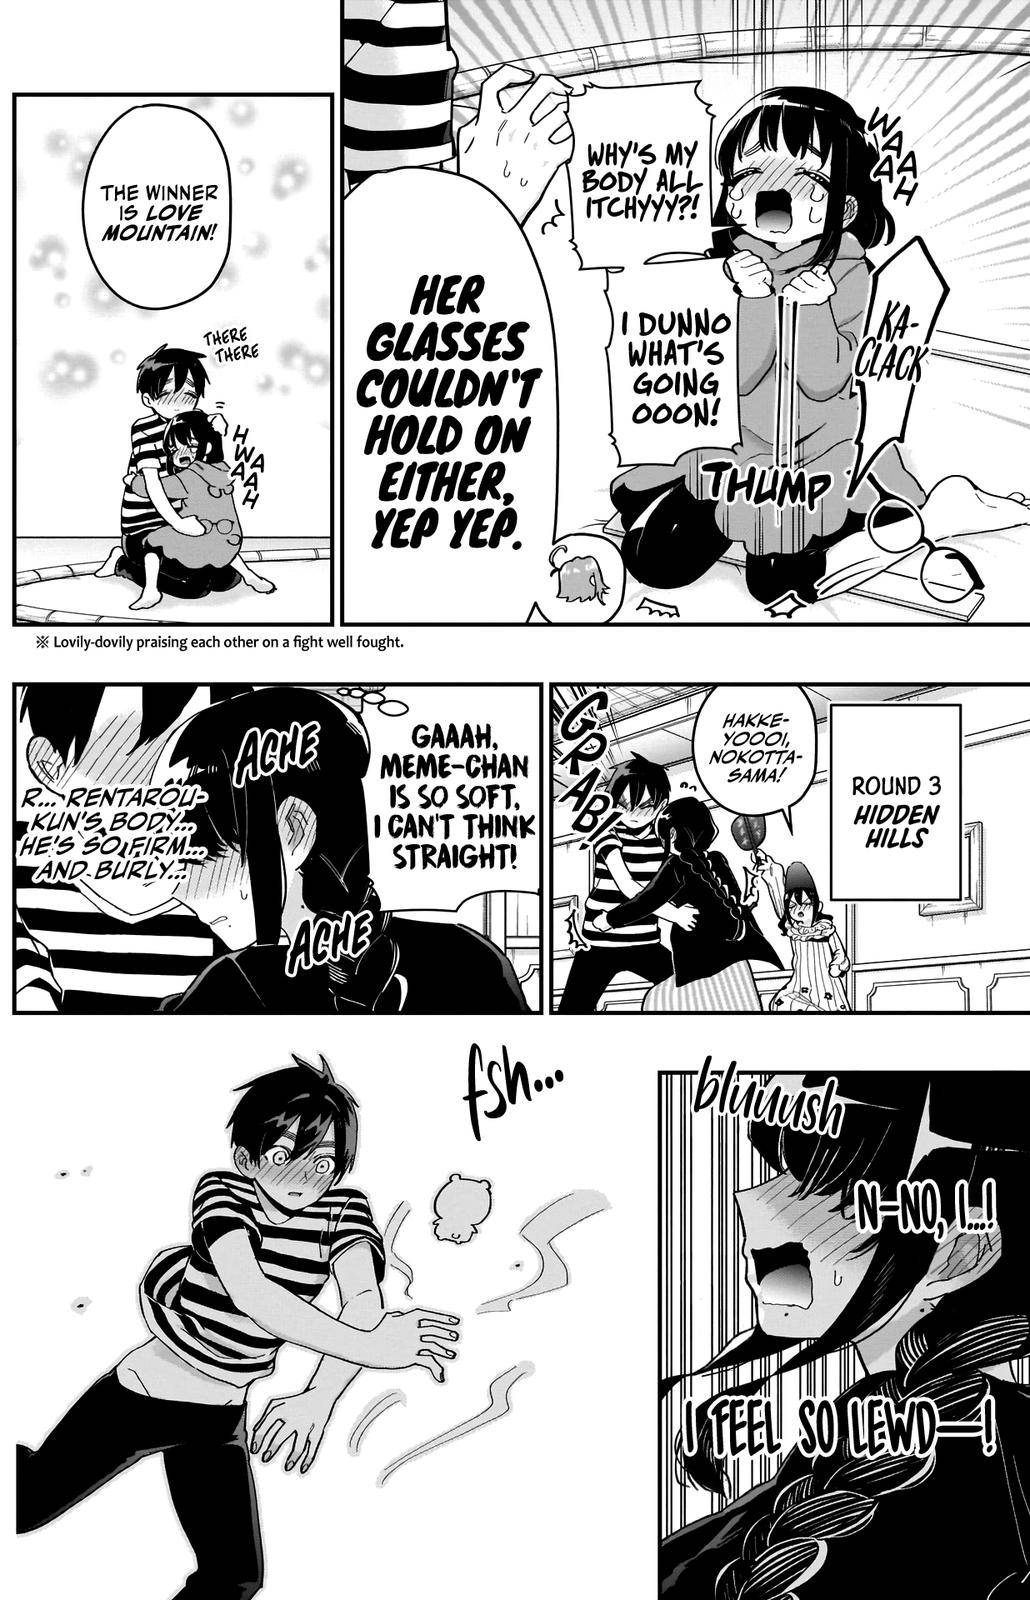 WHY'S MY
BODY ALL
ITCHYYY?!
WAAAH
I DUNNO
WHAT'S
GOING
OOON!
KA-
CLACK
THUMP
HER
GLASSES
COULDN'T
HOLD ON
EITHER,
YEP YEP.
THE WINNER
IS LOVE
MOUNTAIN!
THERE
THERE
HWAAAAH
※ Lovily-dovily praising each other on a fight well fought.
ROUND 3
HIDDEN
HILLS
HAKKE-
YOOOI,
NOKOTTA-
SAMA!
GRAB!
GAAAH,
MEME-CHAN
IS SO SOFT,
I CAN'T THINK
STRAIGHT!
ACHE
R... RENTAROU-
KUN'S BODY...
HE'S SO FIRM...
AND BURLY...
ACHE
bluuush
N-NO, I...!
I FEEL SO LEWD—!
fsh...